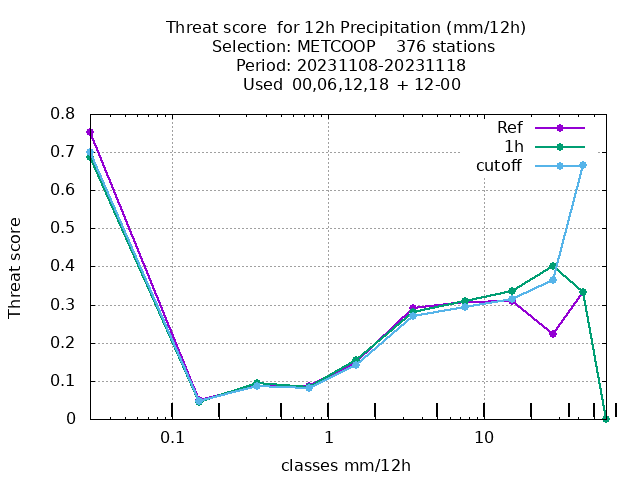 Threat score  for 12h Precipitation (mm/12h)
Selection: METCOOP    376 stations
Period: 20231108-20231118
Used  00,06,12,18  + 12-00
Ref
1h
cutoff
Threat score
0.8
0.7
0.6
0.5
0.4
0.3
0.2
0.1
0
0.1 1 10
classes mm/12h